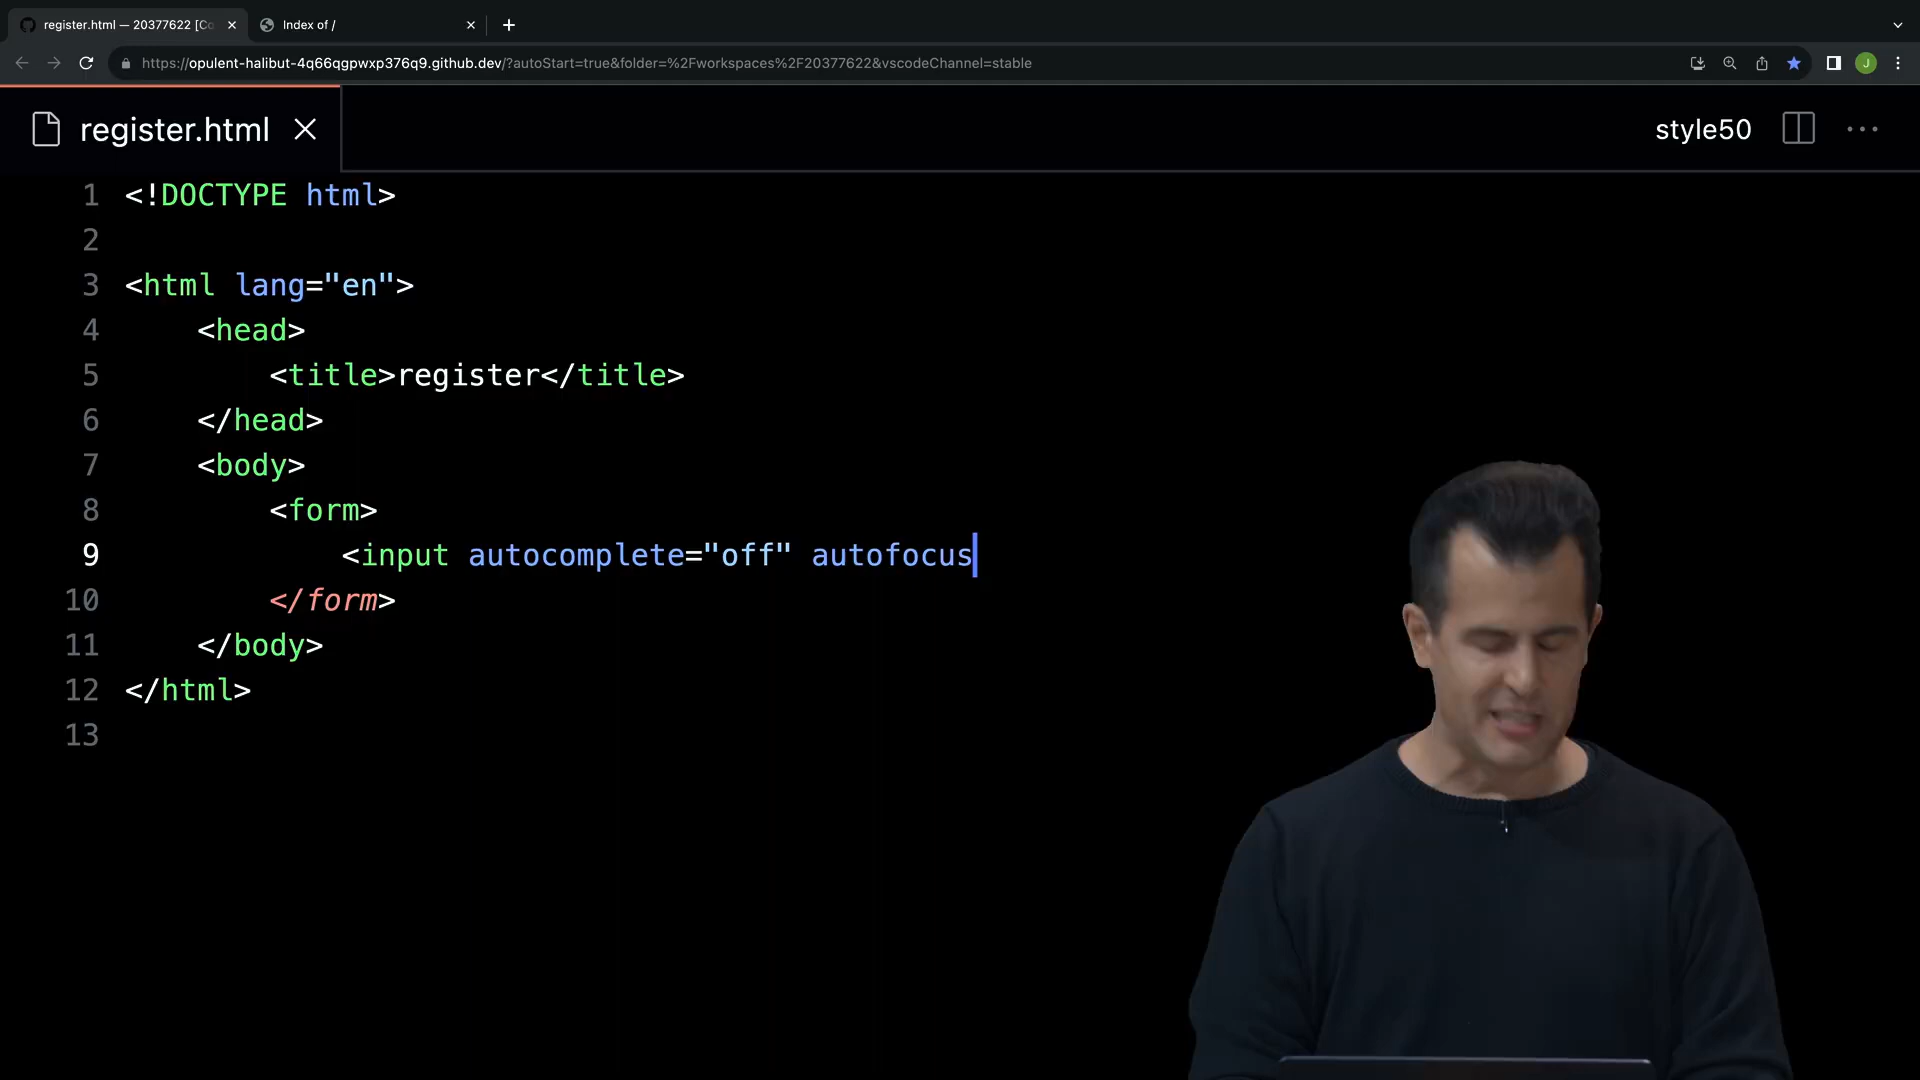 register.html — 20377622 [Co
Index of /
https://opulent-halibut-4q66qgpwxp376q9.github.dev/?autoStart=true&folder=%2Fworkspaces%2F20377622&vscodeChannel=stable
J
register.html
style50
1 <!DOCTYPE html>
2
3 <html lang="en">
4 <head>
5 <title>register</title>
6 </head>
7 <body>
8 <form>
9 <input autocomplete="off" autofocus
10 </form>
11 </body>
12 </html>
13